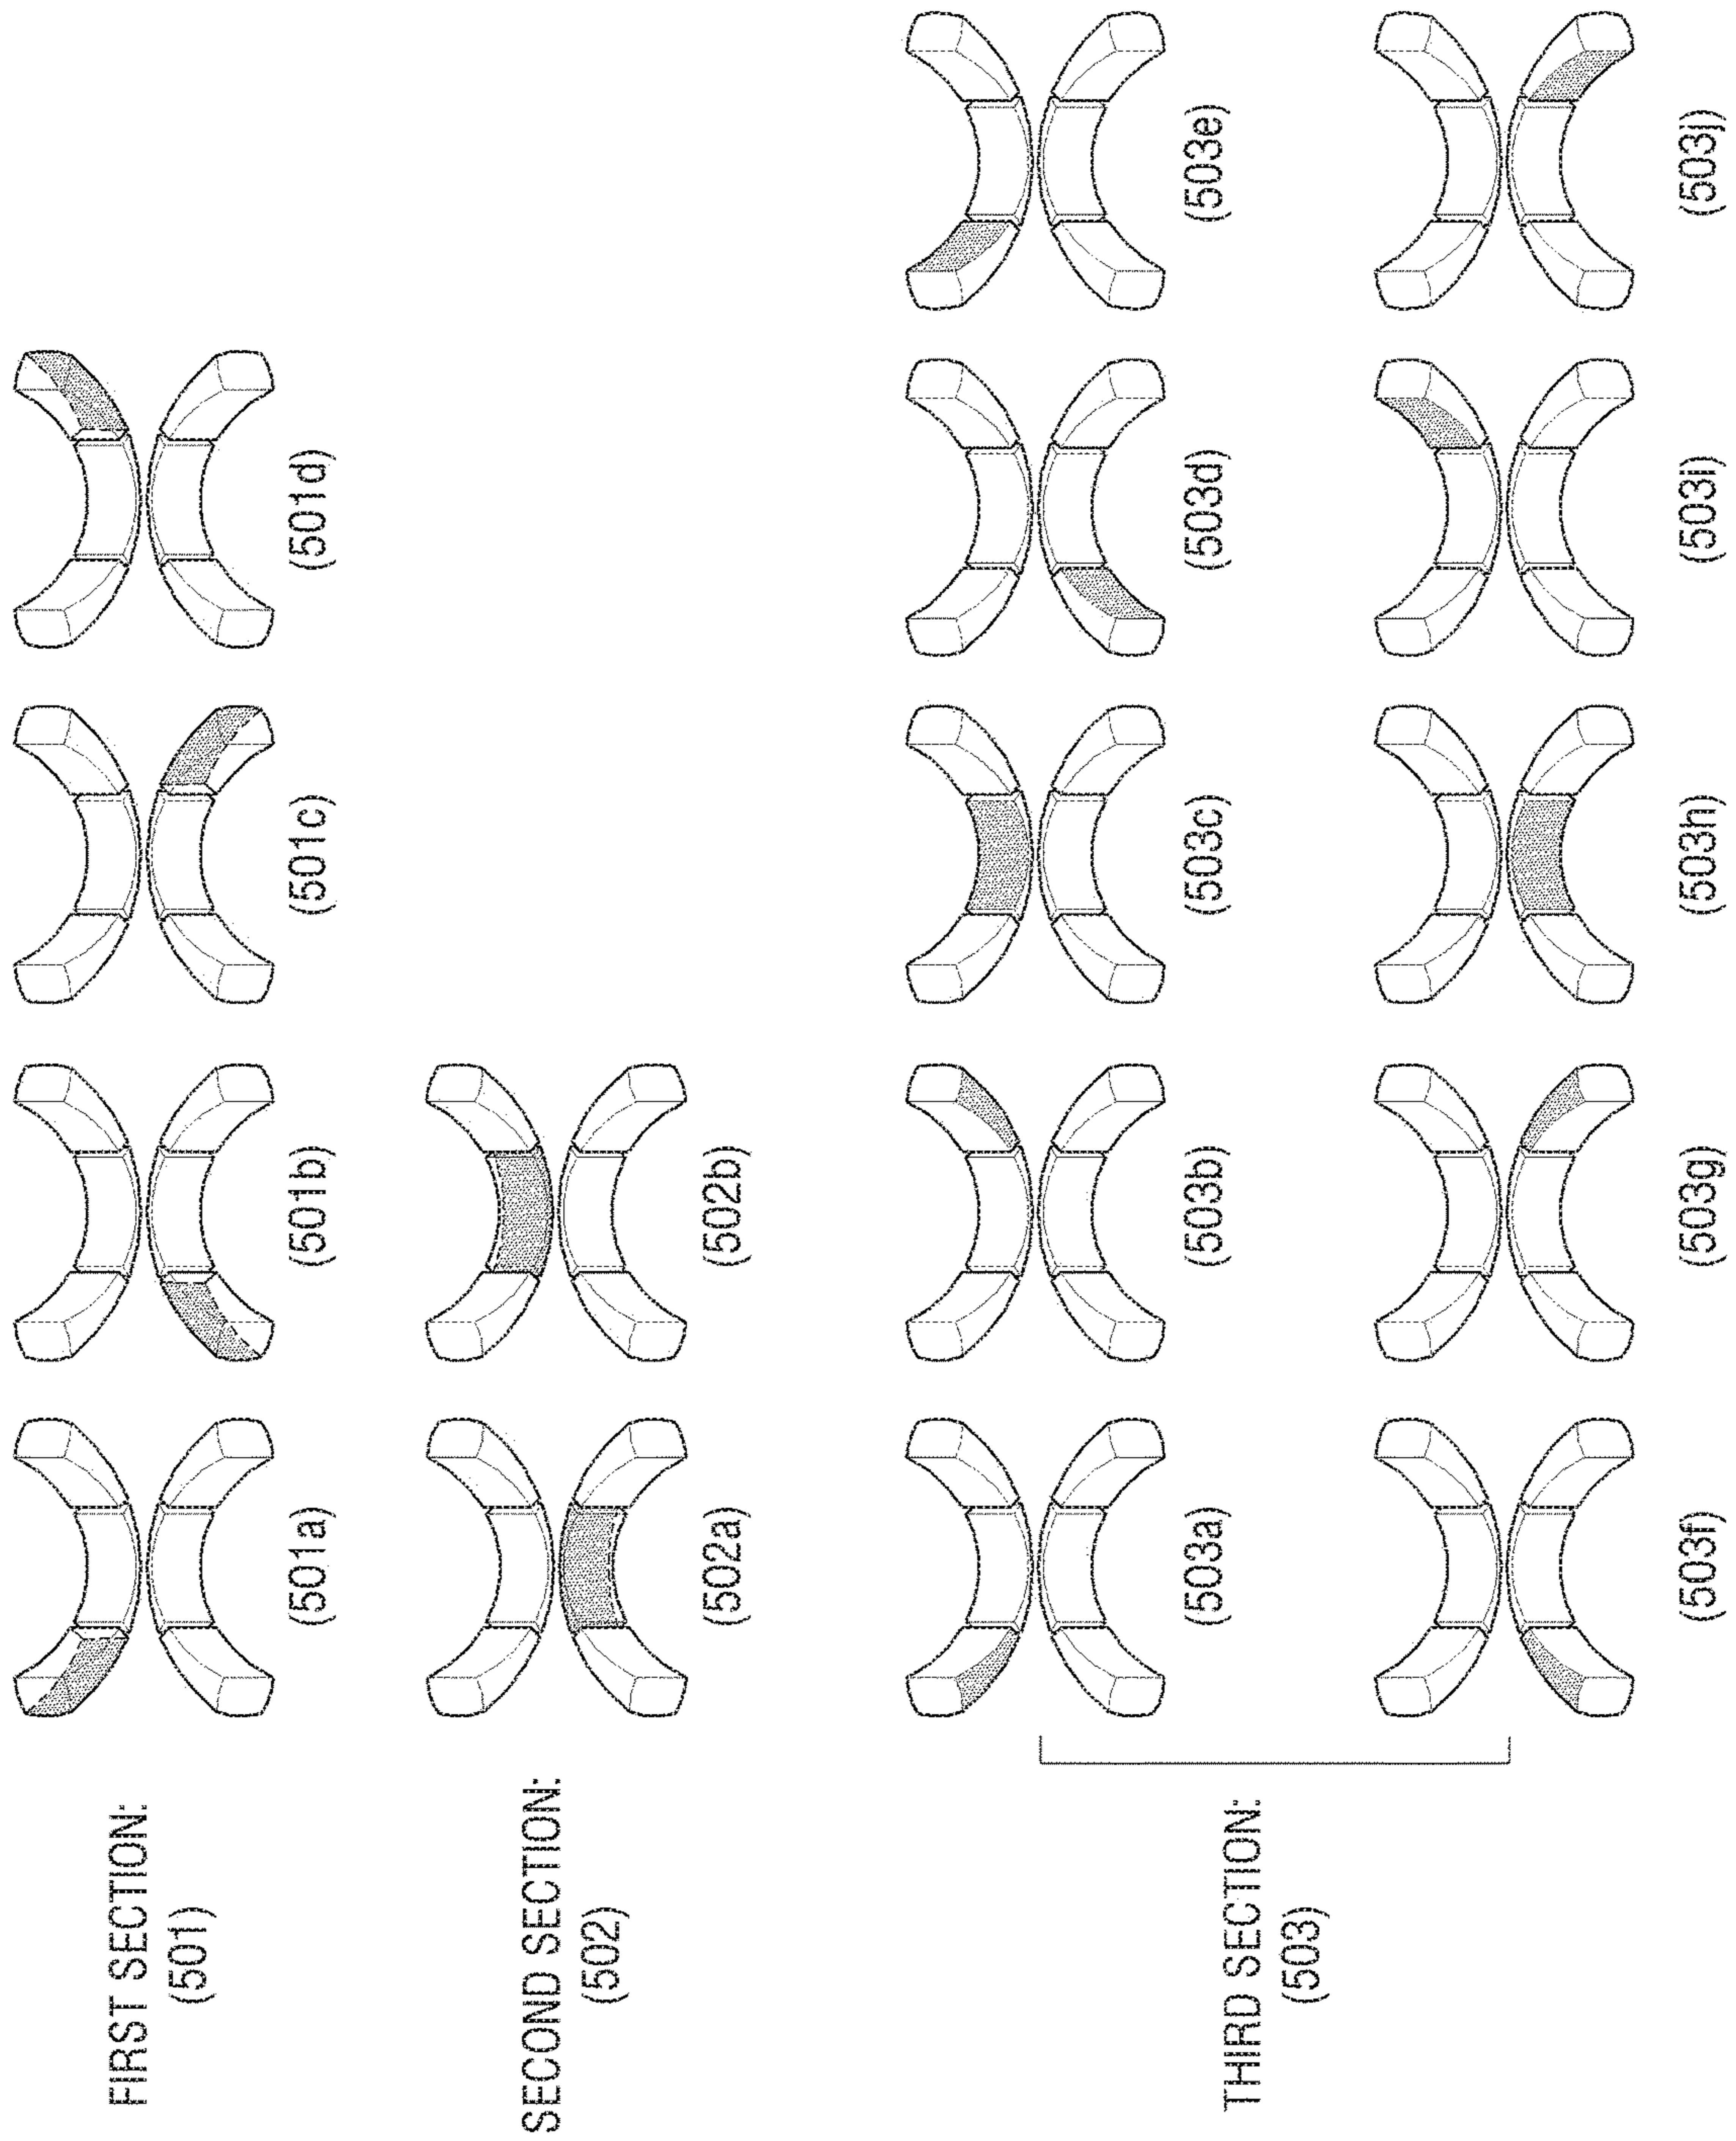 FIRST SECTION:
(501)
(501a)
(501b)
(501c)
(501d)
SECOND SECTION:
(502)
(502a)
(502b)
THIRD SECTION:
(503)
(503a)
(503b)
(503c)
(503d)
(503e)
(503f)
(503g)
(503h)
(503i)
(503j)